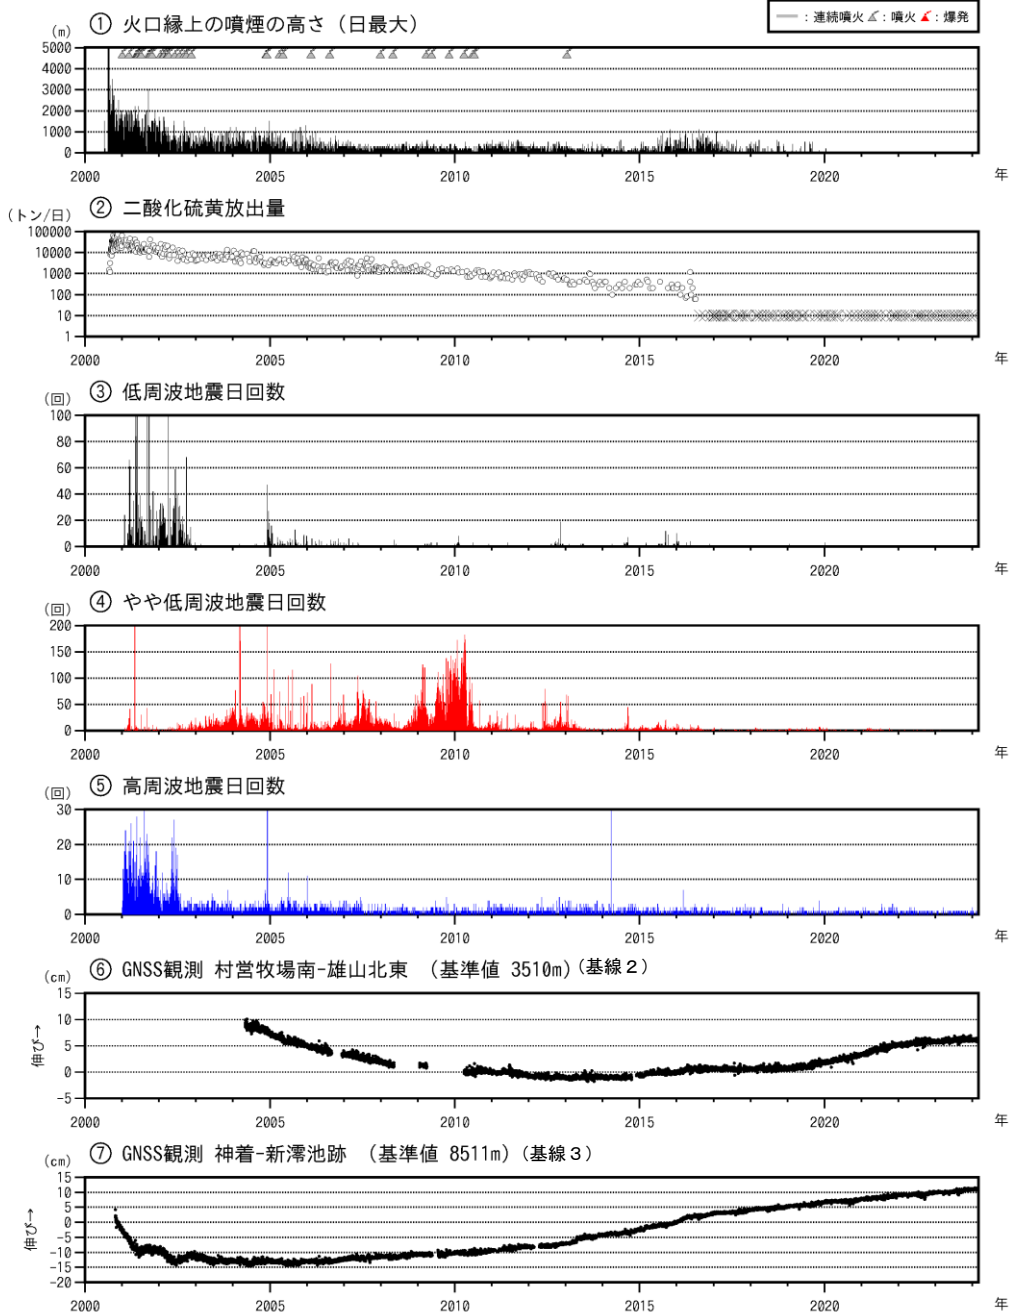 ① 火口縁上の噴煙の高さ（日最大）
：連続噴火 ：噴火 ：爆発
(m)
5000
4000
3000
2000
1000
0
2000 2005 2010 2015 2020 年
② 二酸化硫黄放出量
(トン/日)
100000
10000
1000
100
10
1
2000 2005 2010 2015 2020 年
③ 低周波地震日回数
(回)
100
80
60
40
20
0
2000 2005 2010 2015 2020 年
④ やや低周波地震日回数
(回)
200
150
100
50
0
2000 2005 2010 2015 2020 年
⑤ 高周波地震日回数
(回)
30
20
10
0
2000 2005 2010 2015 2020 年
⑥ GNSS観測 村営牧場南-雄山北東 （基準値 3510m）（基線２）
(cm)
伸び→
15
10
5
0
-5
2000 2005 2010 2015 2020 年
⑦ GNSS観測 神着-新澪池跡 （基準値 8511m）（基線３）
(cm)
伸び→
15
10
5
0
-5
-10
-15
-20
2000 2005 2010 2015 2020 年